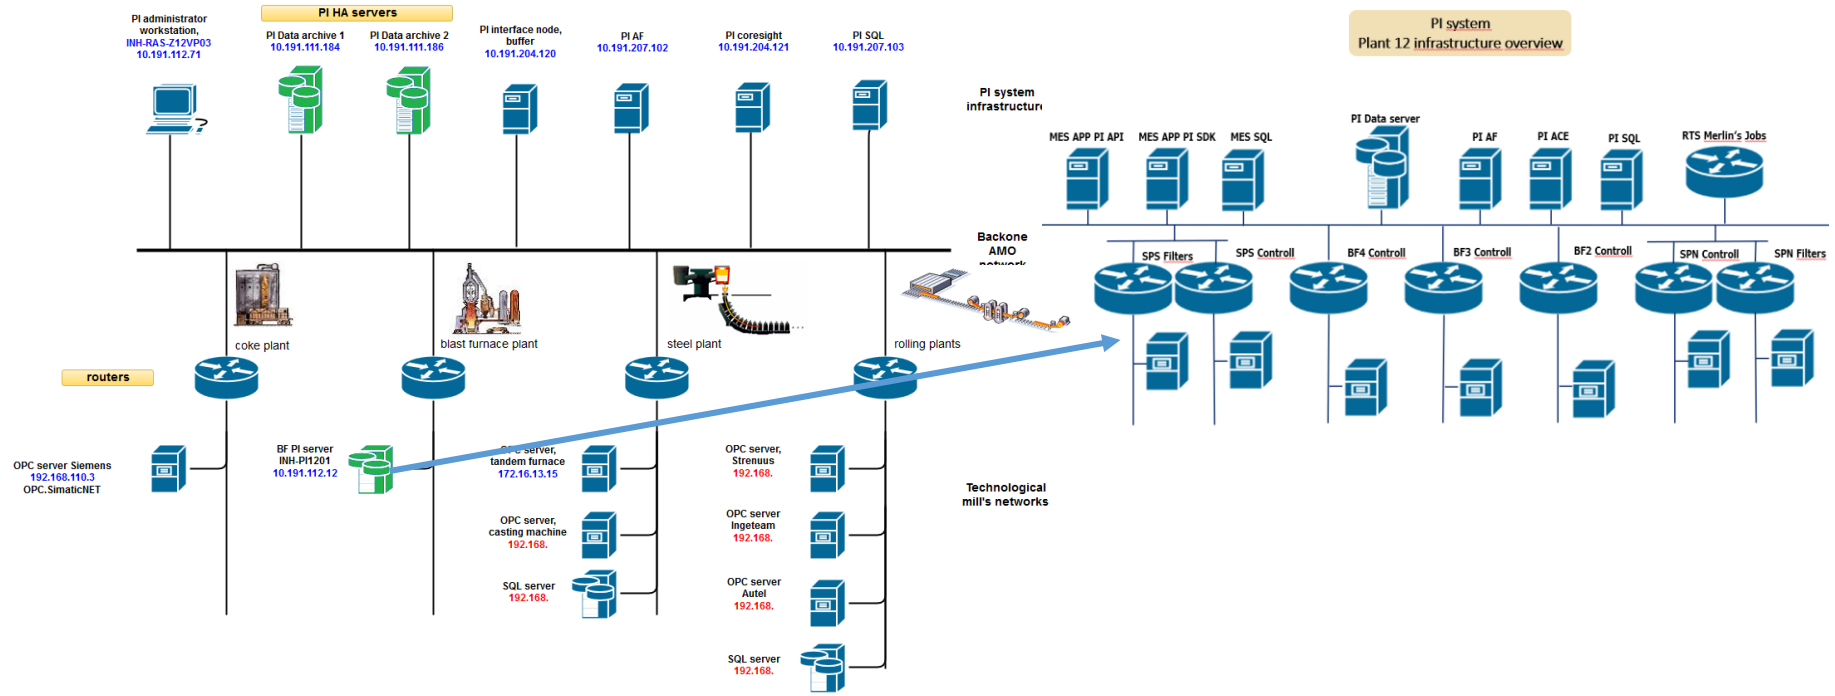 PI administrator
workstation,
INH-RAS-Z12VP03
10.191.112.71
PI HA servers
PI Data archive 1
10.191.111.184
PI Data archive 2
10.191.111.186
PI interface node,
buffer
10.191.204.120
PI AF
10.191.207.102
PI coresight
10.191.204.121
PI SQL
10.191.207.103
PI system
infrastructure
Backone
AMO
network
coke plant
blast furnace plant
steel plant
rolling plants
routers
OPC server Siemens
192.168.110.3
OPC.SimaticNET
BF PI server
INH-PI1201
10.191.112.12
OPC server,
tandem furnace
172.16.13.15
OPC server,
casting machine
192.168.
SQL server
192.168.
OPC server,
Strenuus
192.168.
OPC server
Ingeteam
192.168.
OPC server
Autel
192.168.
SQL server
192.168.
Technological
mill's networks
PI system
Plant 12 infrastructure overview
MES APP PI API
MES APP PI SDK
MES SQL
PI Data server
PI AF
PI ACE
PI SQL
RTS Merlin's Jobs
SPS Filters
SPS Controll
BF4 Controll
BF3 Controll
BF2 Controll
SPN Controll
SPN Filters